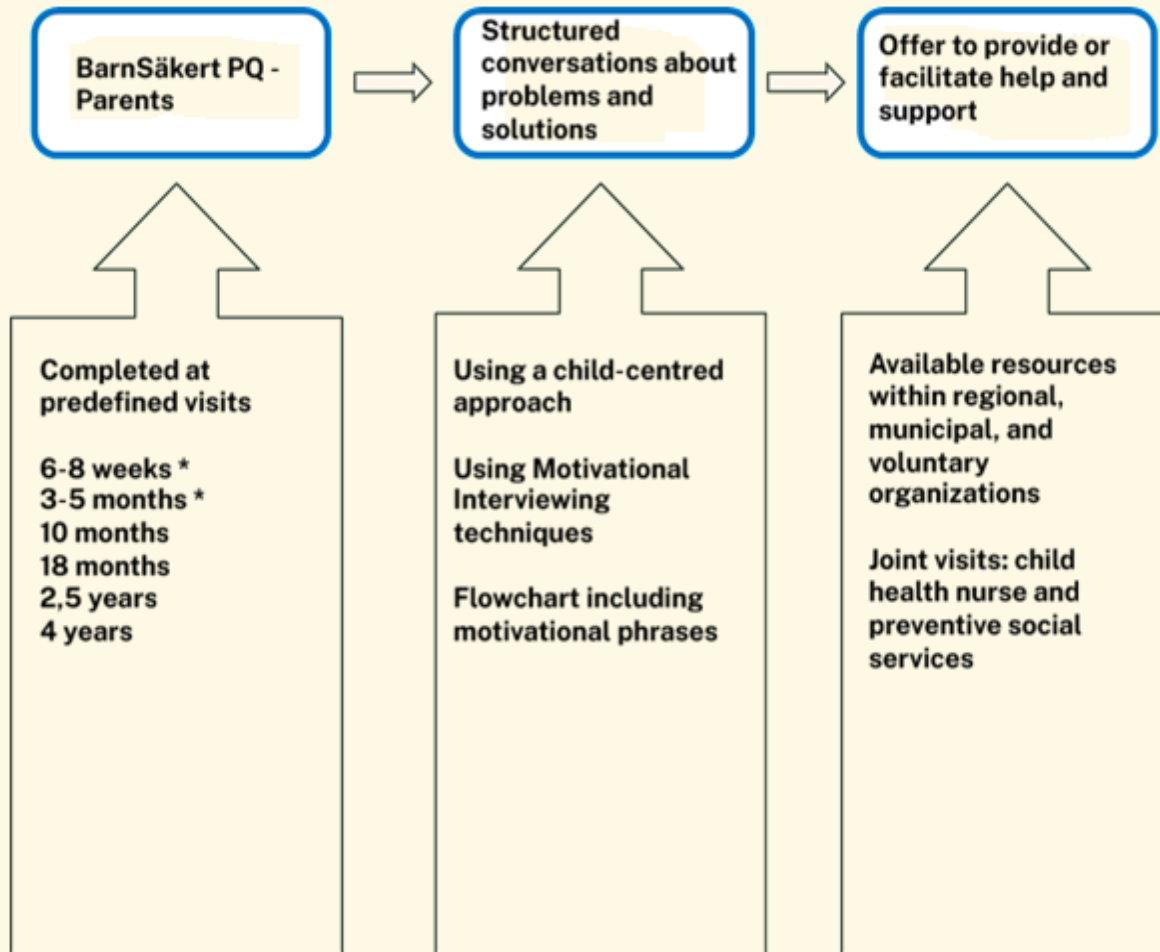 BarnSäkert PQ -
Parents
Structured
conversations about
problems and
solutions
Offer to provide or
facilitate help and
support
Completed at
predefined visits
6-8 weeks *
3-5 months *
10 months
18 months
2,5 years
4 years
Using a child-centred
approach
Using Motivational
Interviewing
techniques
Flowchart including
motivational phrases
Available resources
within regional,
municipal, and
voluntary
organizations
Joint visits: child
health nurse and
preventive social
services